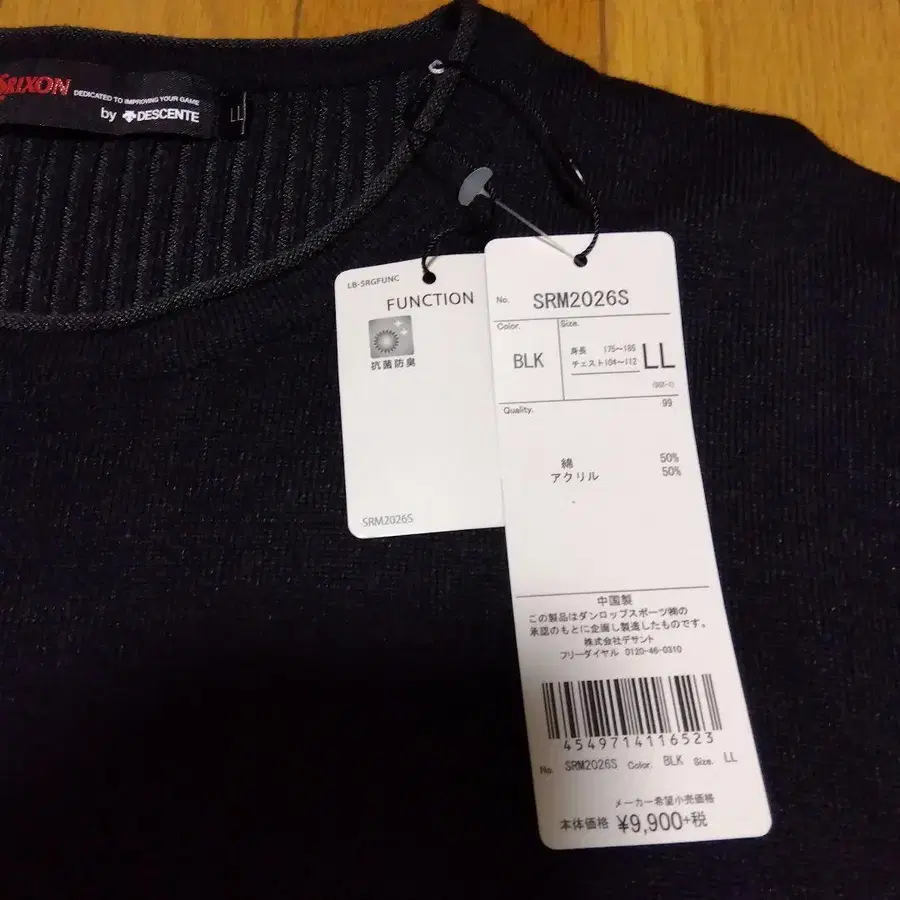 SRIXON
DEDICATED TO IMPROVING YOUR GAME
by DESCENTE
LL
LB-SRGFUNC
FUNCTION
抗菌防臭
SRM2026S
No. SRM2026S
Color. Size.
BLK
身長 175〜185
チェスト104〜112
LL
Quality. 99
綿 50%
アクリル 50%
中国製
この製品はダンロップスポーツ㈱の
承認のもとに企画し製造したものです。
株式会社デサント
フリーダイヤル 0120-46-0310
4549714116523
No. SRM2026S Color. BLK Size. LL
メーカー希望小売価格
本体価格 ¥9,900+税